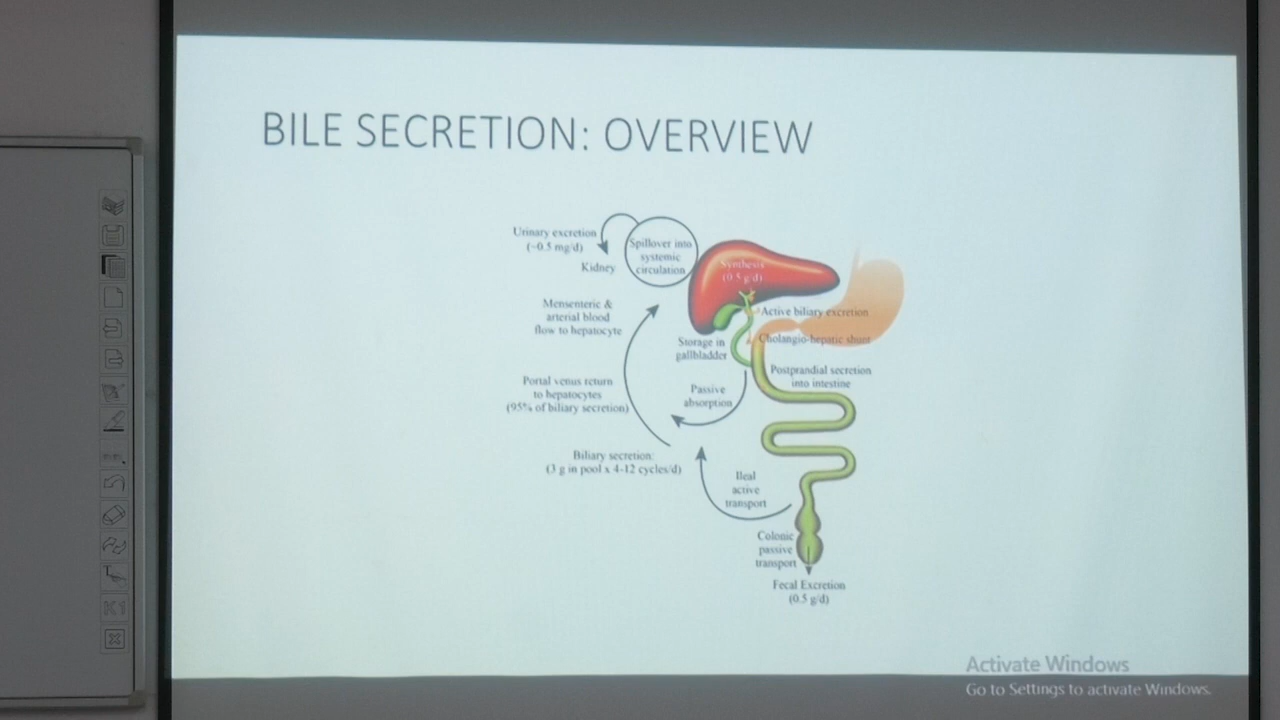 BILE SECRETION: OVERVIEW
Urinary excretion
(~0.5 mg/d)
Kidney
Spillover into
systemic
circulation
Synthesis
(0.5 g/d)
Mensenteric &
arterial blood
flow to hepatocyte
Active biliary excretion
Cholangio-hepatic shunt
Storage in
gallbladder
Postprandial secretion
into intestine
Portal venus return
to hepatocytes
(95% of biliary secretion)
Passive
absorption
Biliary secretion:
(3 g in pool x 4-12 cycles/d)
Ileal
active
transport
Colonic
passive
transport
Fecal Excretion
(0.5 g/d)
Activate Windows
Go to Settings to activate Windows.
K1